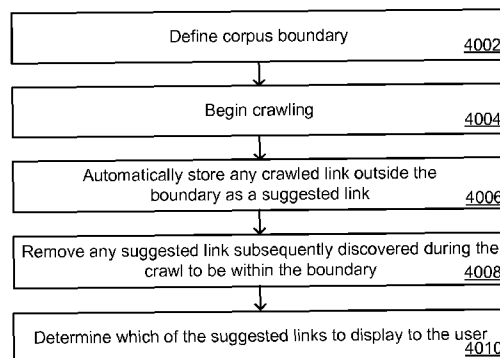 Define corpus boundary
4002
Begin crawling
4004
Automatically store any crawled link outside the
boundary as a suggested link
4006
Remove any suggested link subsequently discovered during the
crawl to be within the boundary
4008
Determine which of the suggested links to display to the user
4010